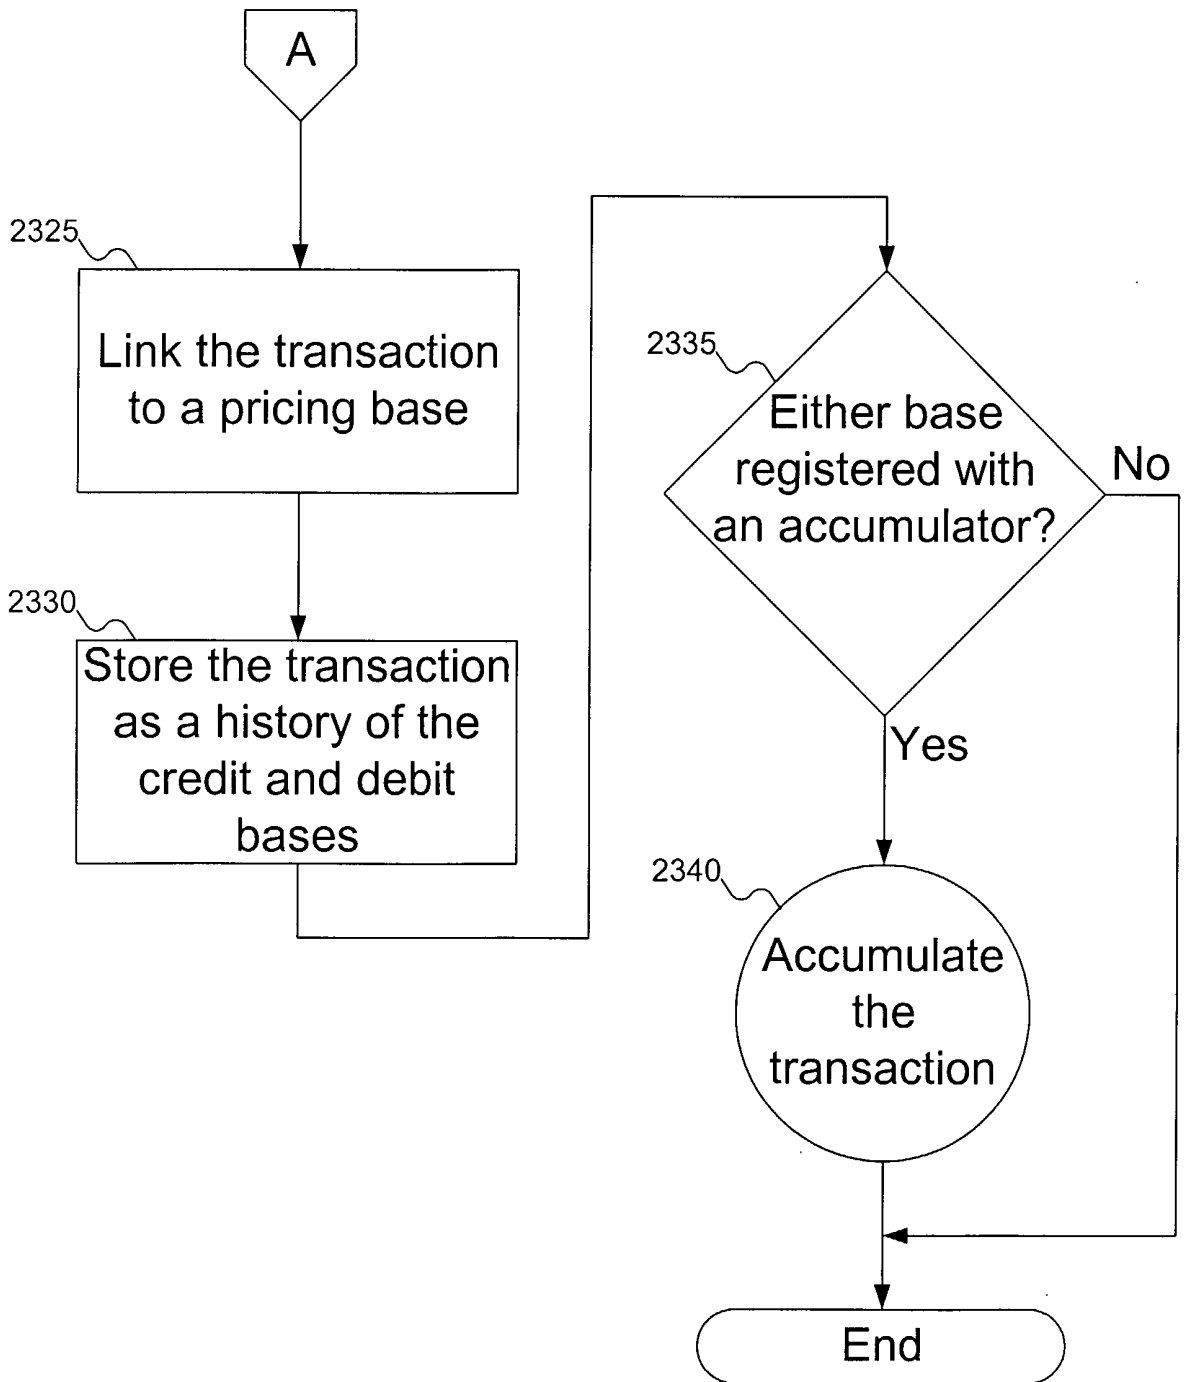 A
2325
Link the transaction
to a pricing base
2330
Store the transaction
as a history of the
credit and debit
bases
2335
Either base
registered with
an accumulator?
No
Yes
2340
Accumulate
the
transaction
End